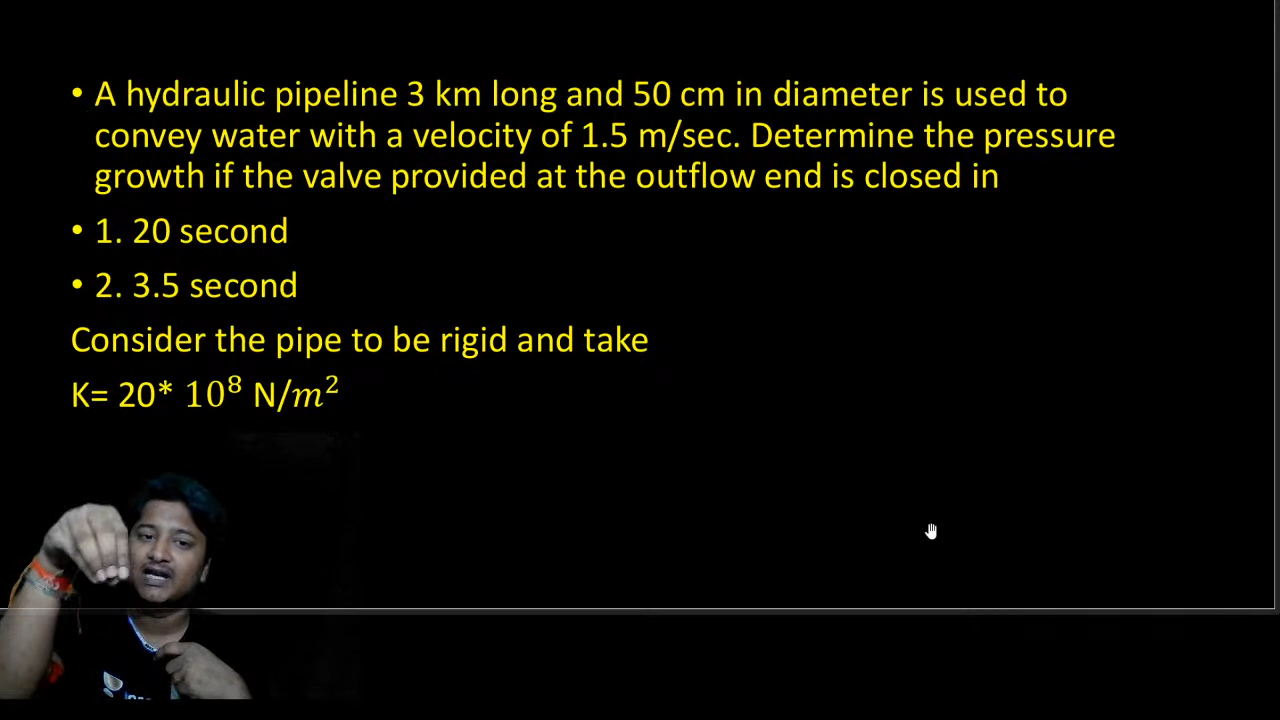 • A hydraulic pipeline 3 km long and 50 cm in diameter is used to
convey water with a velocity of 1.5 m/sec. Determine the pressure
growth if the valve provided at the outflow end is closed in
• 1. 20 second
• 2. 3.5 second
Consider the pipe to be rigid and take
K= 20* 10⁸ N/m²